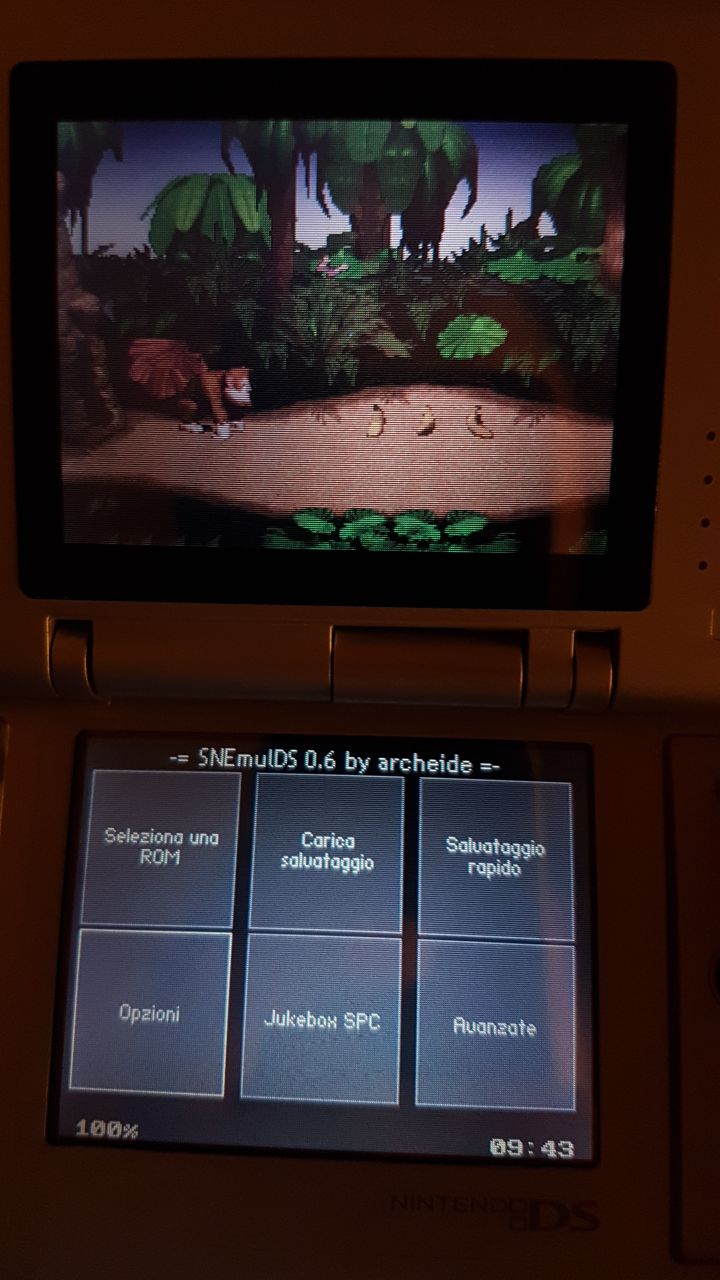 -= SNEmulDS 0.6 by archeide =-
Seleziona una
ROM
Carica
salvataggio
Salvataggio
rapido
Opzioni
Jukebox SPC
Avanzate
100%
09:43
NINTENDO DS